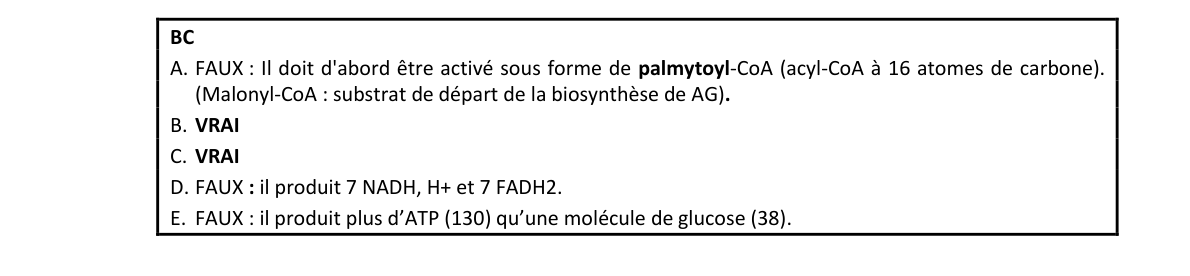 BC
A. FAUX : Il doit d'abord être activé sous forme de palmytoyl-CoA (acyl-CoA à 16 atomes de carbone).
(Malonyl-CoA : substrat de départ de la biosynthèse de AG).
B. VRAI
C. VRAI
D. FAUX : il produit 7 NADH, H+ et 7 FADH2.
E. FAUX : il produit plus d’ATP (130) qu’une molécule de glucose (38).